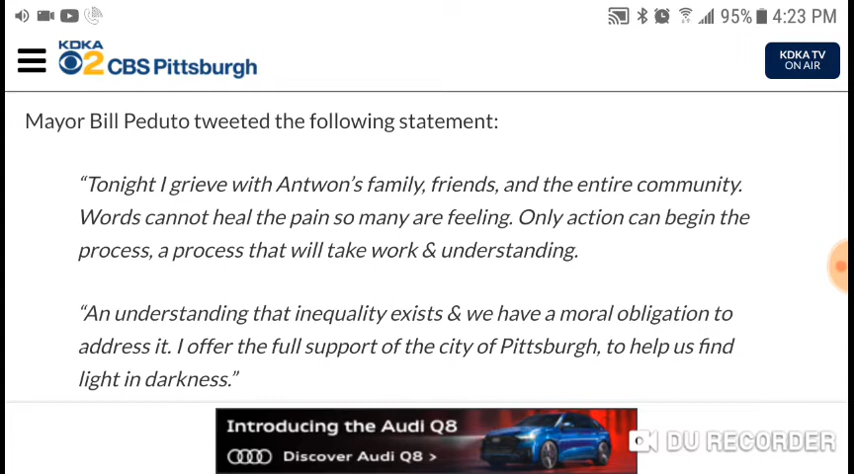 95% 4:23 PM
KDKA
2 CBS Pittsburgh
KDKA TV
ON AIR
Mayor Bill Peduto tweeted the following statement:
“Tonight I grieve with Antwon’s family, friends, and the entire community.
Words cannot heal the pain so many are feeling. Only action can begin the
process, a process that will take work & understanding.
“An understanding that inequality exists & we have a moral obligation to
address it. I offer the full support of the city of Pittsburgh, to help us find
light in darkness.”
Introducing the Audi Q8
Discover Audi Q8 >
DU RECORDER